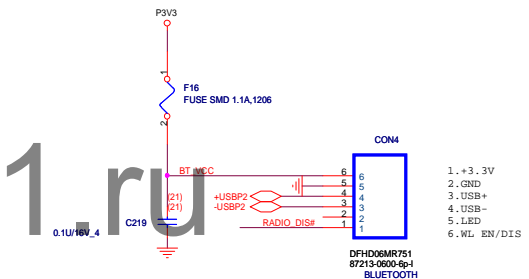 P3V3
1
F16
FUSE SMD 1.1A,1206
2
CON4
1.ru
BT_VCC
6 6
5 5
4 4
3 3
2 2
1 1
(21) +USBP2
(21) -USBP2
RADIO_DIS#
C219
0.1U/16V_4
1.+3.3V
2.GND
3.USB+
4.USB-
5.LED
6.WL EN/DIS
DFHD06MR751
87213-0600-6p-l
BLUETOOTH